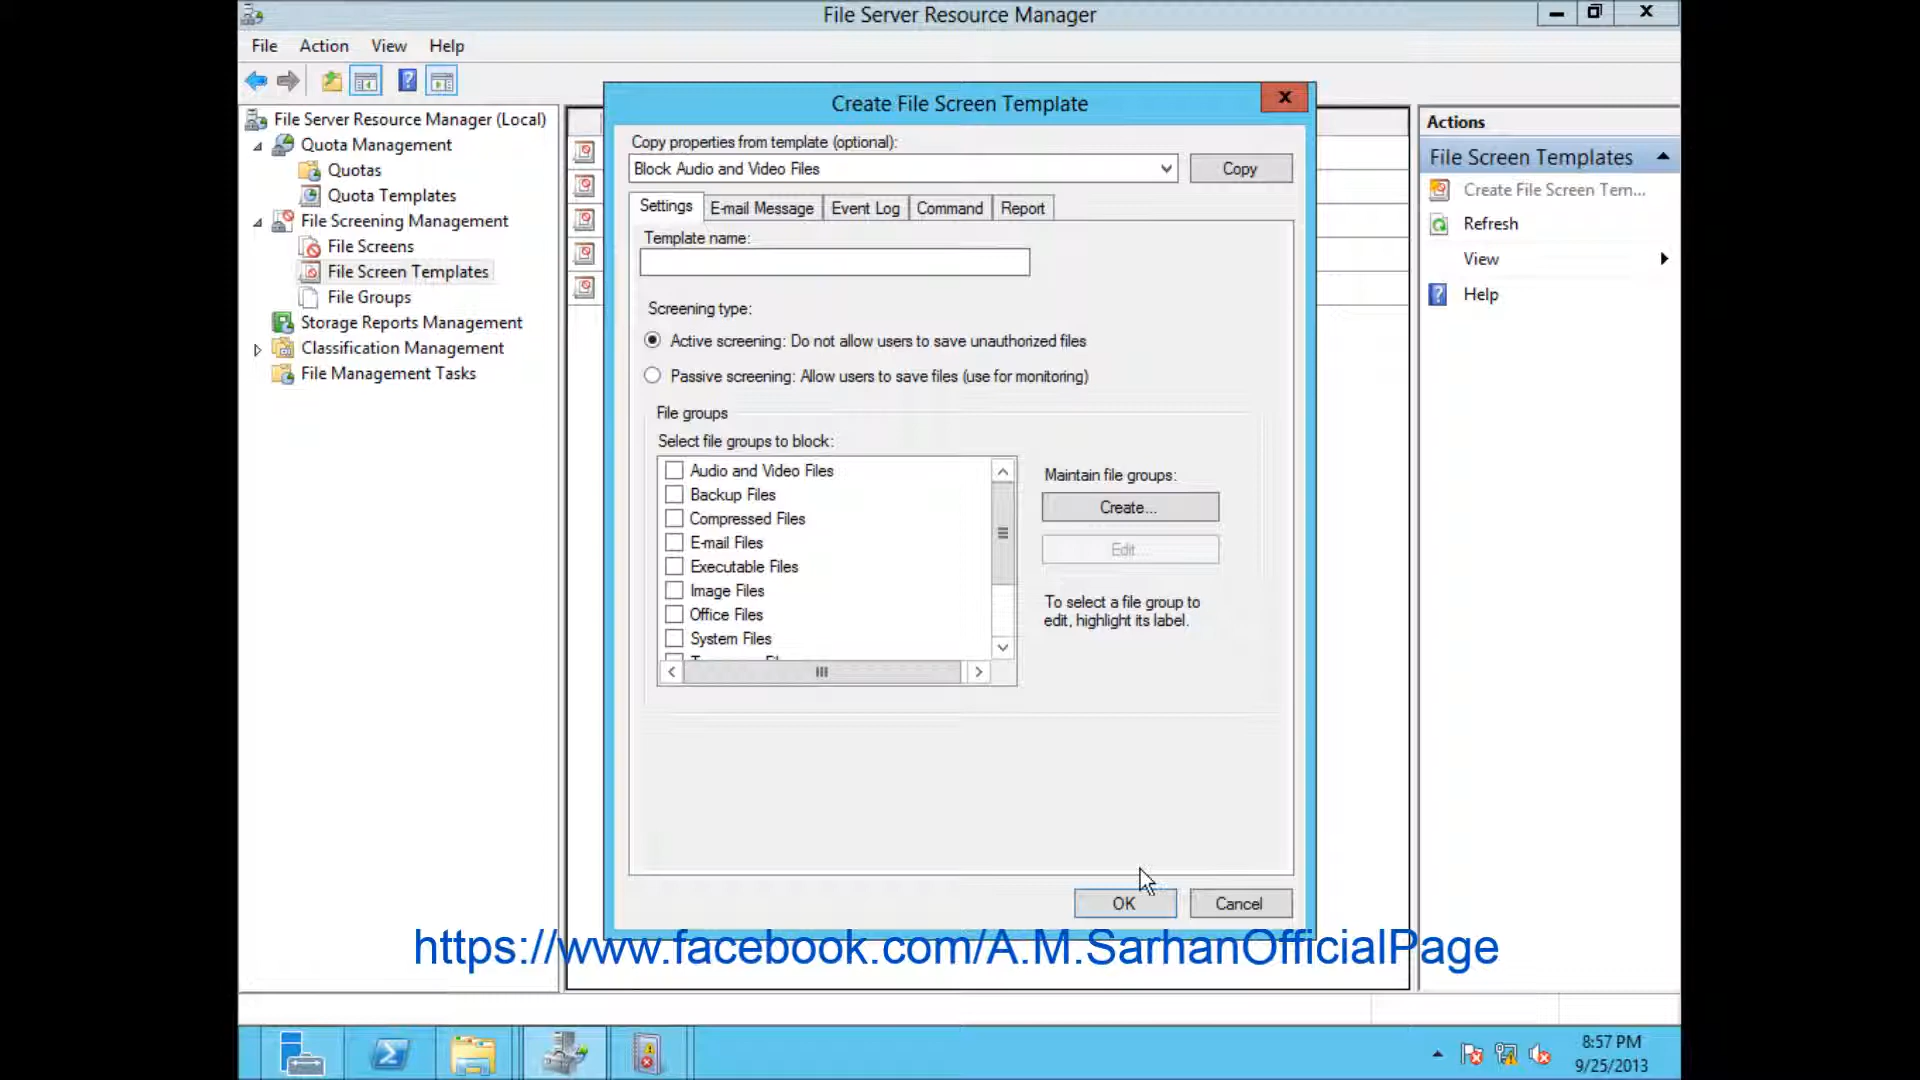 File Server Resource Manager
File Action View Help
File Server Resource Manager (Local)
Quota Management
Quotas
Quota Templates
File Screening Management
File Screens
File Screen Templates
File Groups
Storage Reports Management
Classification Management
File Management Tasks
Create File Screen Template
Copy properties from template (optional):
Block Audio and Video Files
Copy
Settings E-mail Message Event Log Command Report
Template name:
Screening type:
Active screening: Do not allow users to save unauthorized files
Passive screening: Allow users to save files (use for monitoring)
File groups
Select file groups to block:
Audio and Video Files
Backup Files
Compressed Files
E-mail Files
Executable Files
Image Files
Office Files
System Files
Maintain file groups:
Create...
Edit...
To select a file group to
edit, highlight its label.
OK Cancel
Actions
File Screen Templates
Create File Screen Tem...
Refresh
View
Help
https://www.facebook.com/A.M.SarhanOfficialPage
8:57 PM
9/25/2013